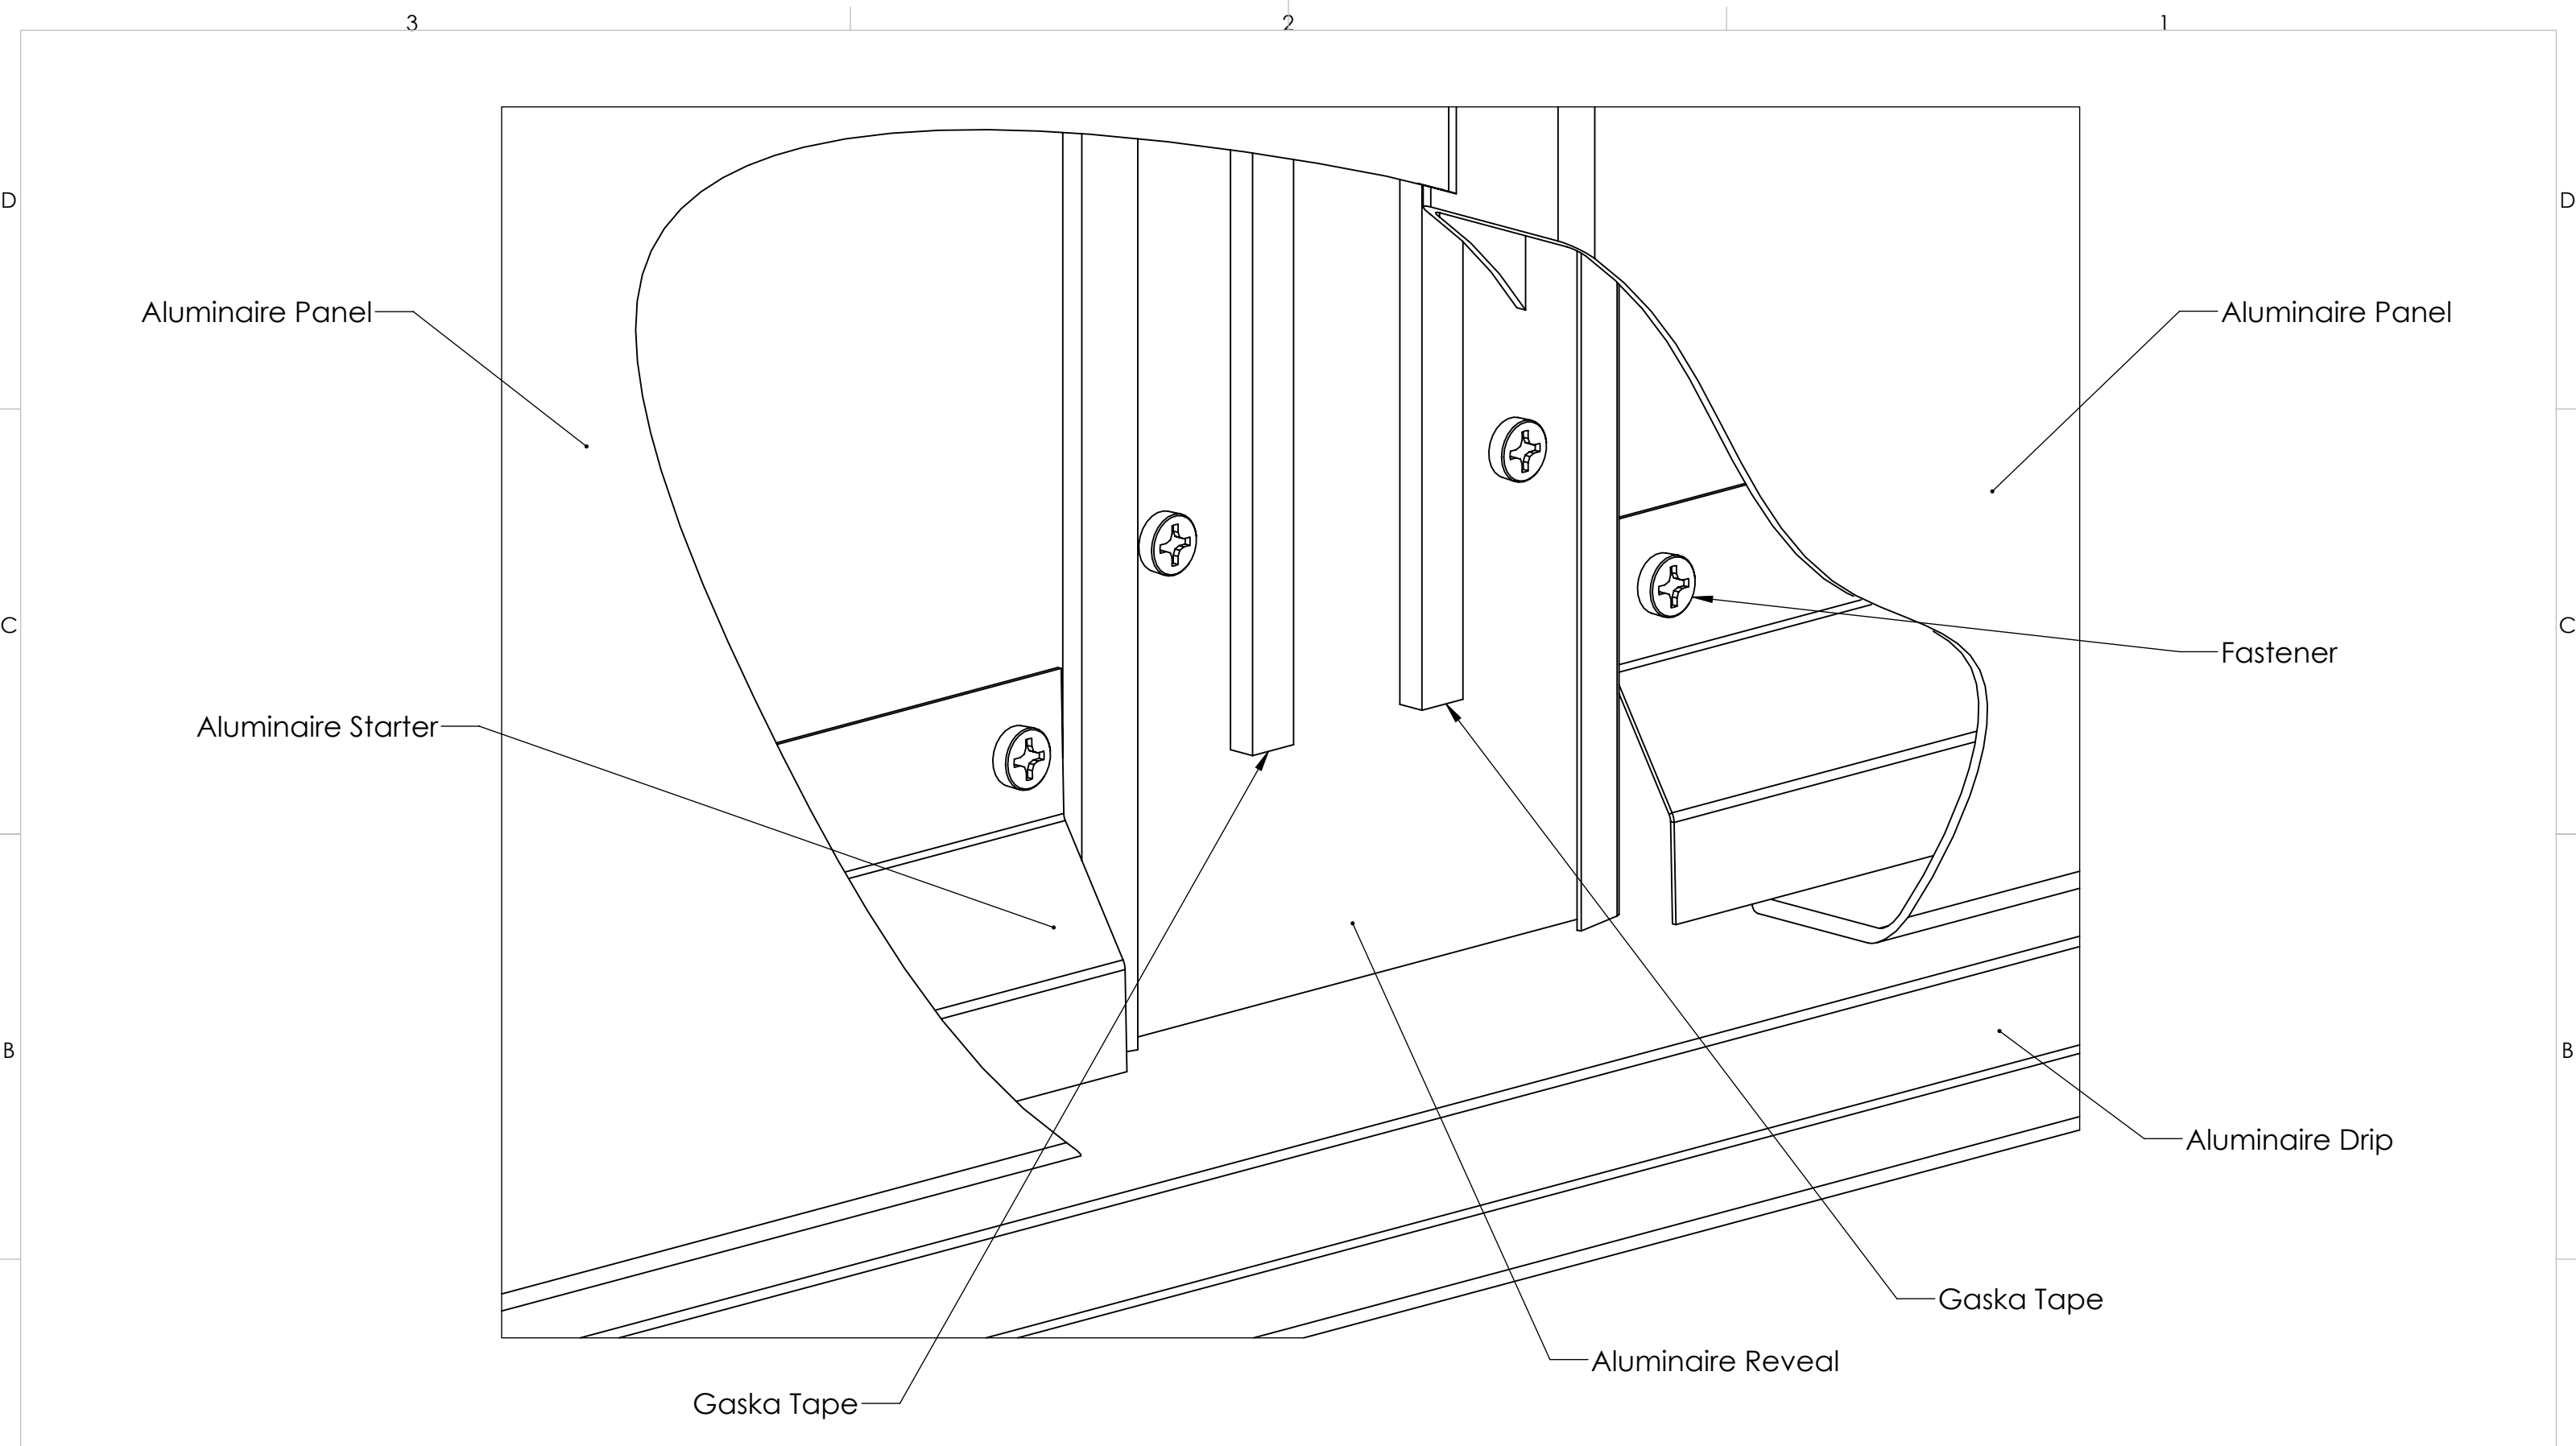 3 2 1
D D
Aluminaire Panel Aluminaire Panel
C C
Fastener
Aluminaire Starter
B B
Aluminaire Drip
Gaska Tape
Aluminaire Reveal
Gaska Tape